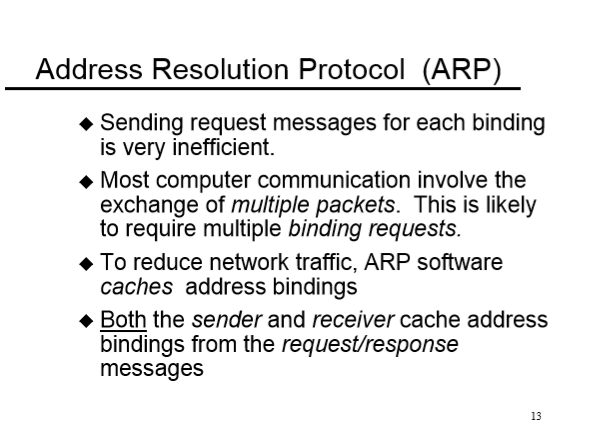 Address Resolution Protocol (ARP)
◆ Sending request messages for each binding
is very inefficient.
◆ Most computer communication involve the
exchange of multiple packets. This is likely
to require multiple binding requests.
◆ To reduce network traffic, ARP software
caches address bindings
◆ Both the sender and receiver cache address
bindings from the request/response
messages
13